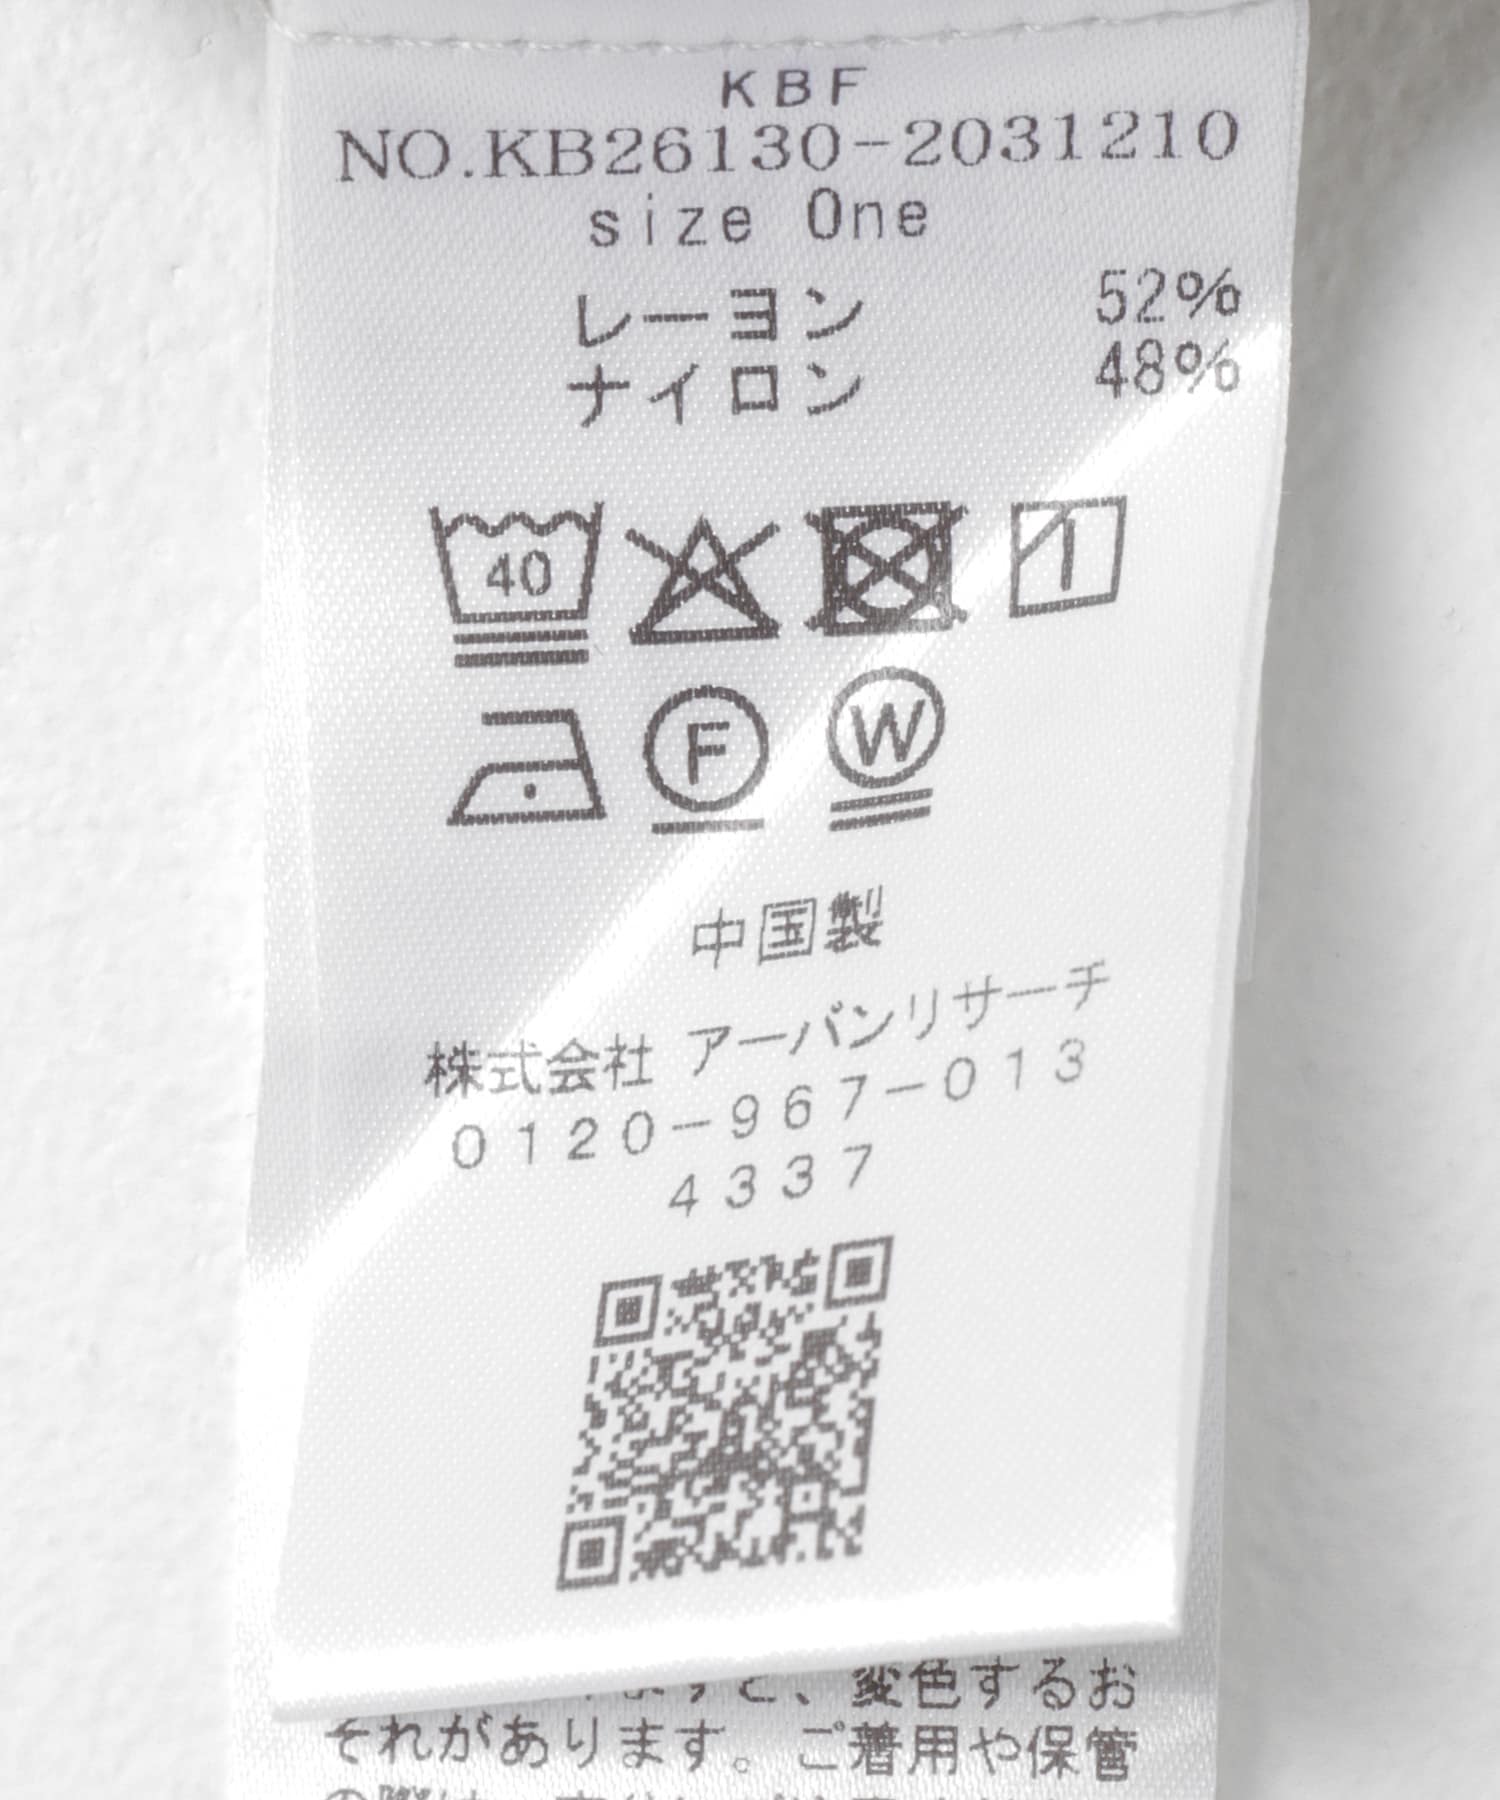 KBF
NO.KB26130-2031210
size One
レーヨン 52%
ナイロン 48%
40
F W
中国製
株式会社 アーバンリサーチ
0120-967-013
4337
と、変色するお
それがあります。ご着用や保管